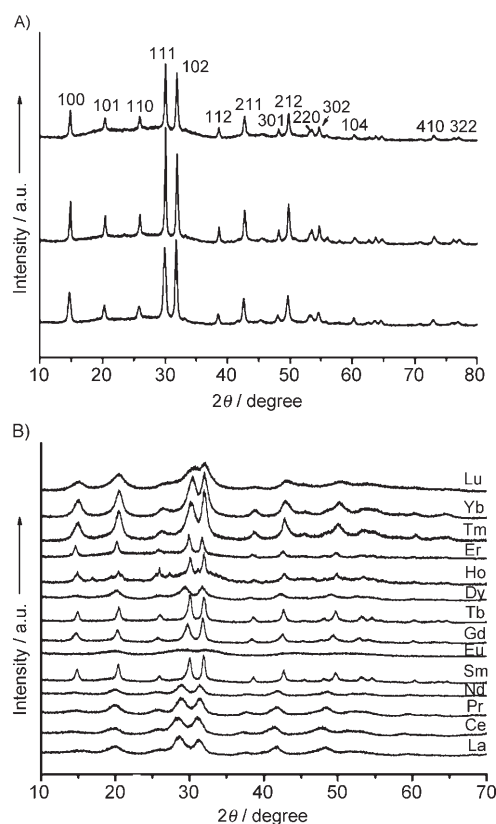 A)
111
102
100
101
110
112
211
301
212
220
302
104
410
322
Intensity / a.u.
10 20 30 40 50 60 70 80
2θ / degree
B)
Lu
Yb
Tm
Er
Ho
Dy
Tb
Gd
Eu
Sm
Nd
Pr
Ce
La
Intensity / a.u.
10 20 30 40 50 60 70
2θ / degree